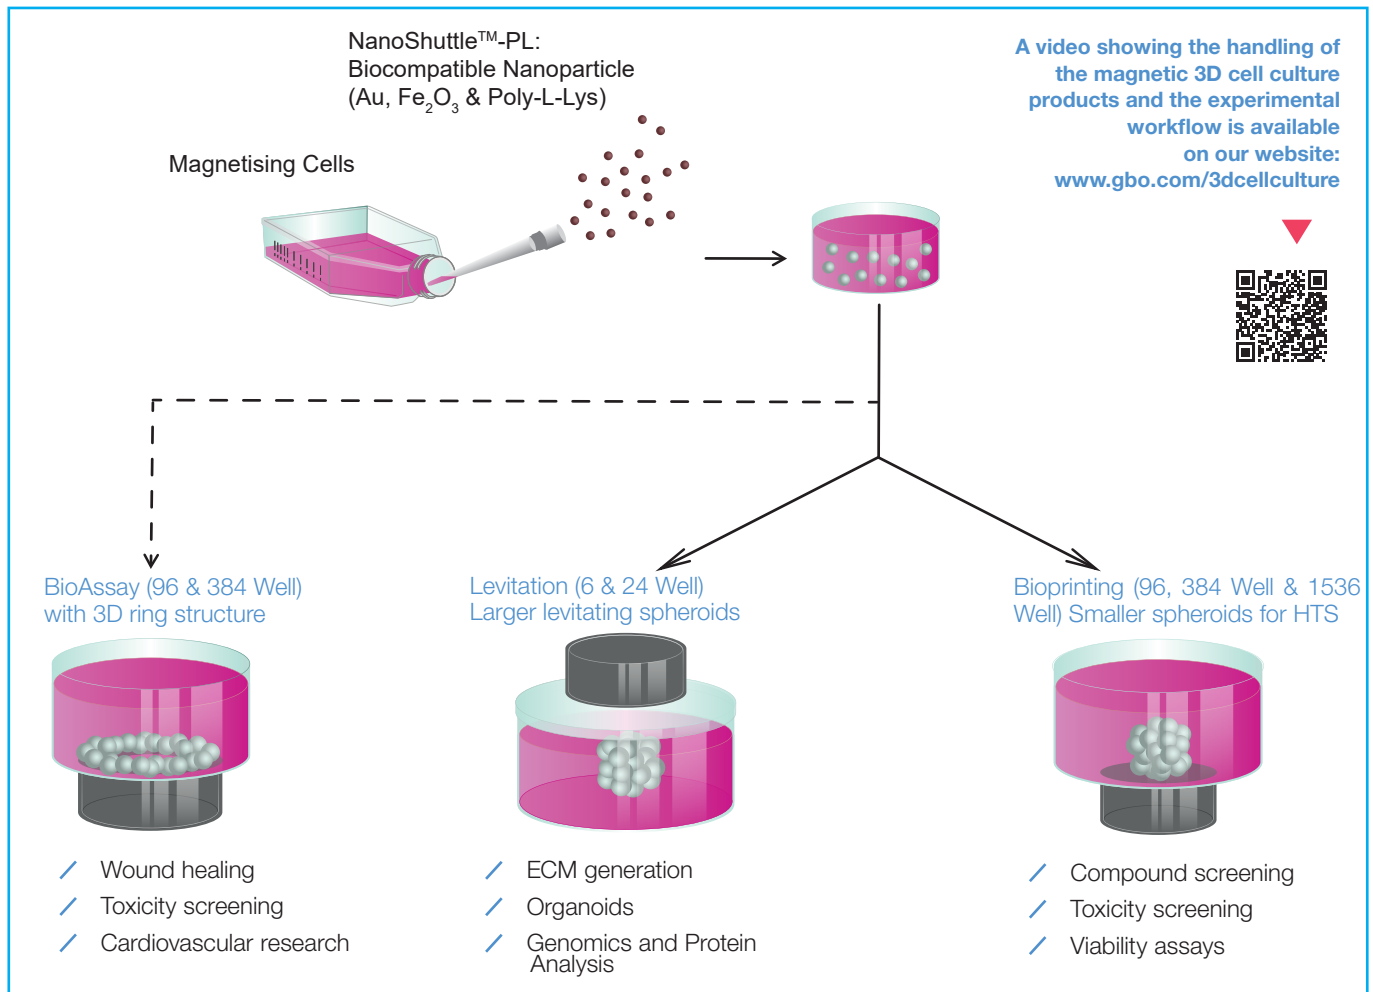 NanoShuttle™-PL:
Biocompatible Nanoparticle
(Au, Fe₂O₃ & Poly-L-Lys)
A video showing the handling of
the magnetic 3D cell culture
products and the experimental
workflow is available
on our website:
www.gbo.com/3dcellculture
Magnetising Cells
BioAssay (96 & 384 Well)
with 3D ring structure
Levitation (6 & 24 Well)
Larger levitating spheroids
Bioprinting (96, 384 Well & 1536
Well) Smaller spheroids for HTS
Wound healing
Toxicity screening
Cardiovascular research
ECM generation
Organoids
Genomics and Protein
Analysis
Compound screening
Toxicity screening
Viability assays